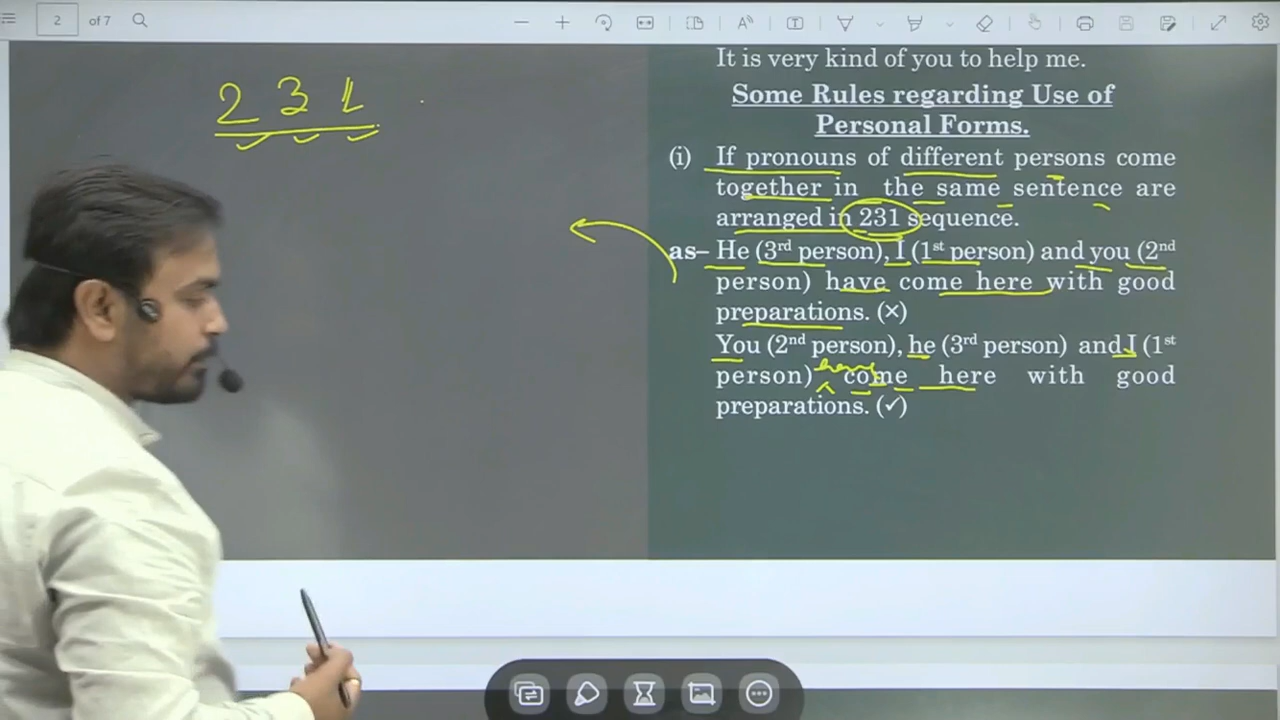 2 of 7
2 3 1
It is very kind of you to help me.
Some Rules regarding Use of
Personal Forms.
(i) If pronouns of different persons come
together in the same sentence are
arranged in 231 sequence.
as– He (3rd person), I (1st person) and you (2nd
person) have come here with good
preparations. (×)
You (2nd person), he (3rd person) and I (1st
have
person) ^ come here with good
preparations. (✓)